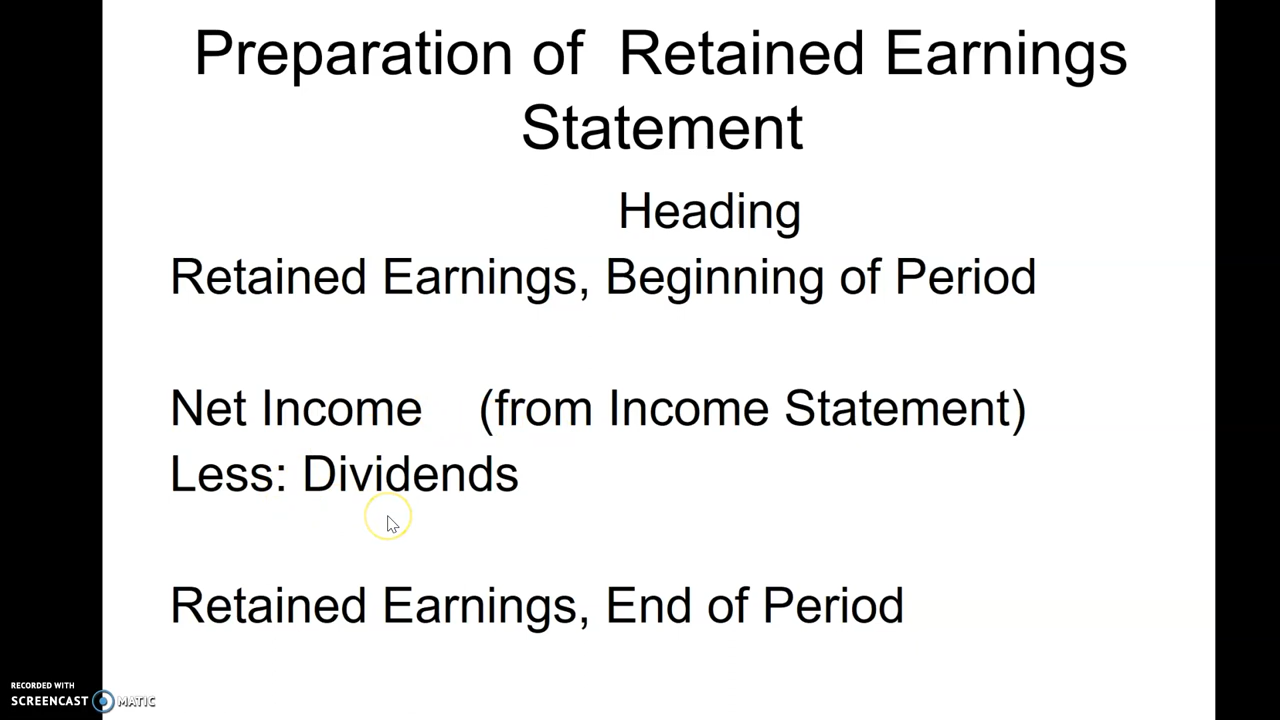 Preparation of Retained Earnings
Statement
Heading
Retained Earnings, Beginning of Period
Net Income (from Income Statement)
Less: Dividends
Retained Earnings, End of Period
RECORDED WITH
SCREENCAST MATIC